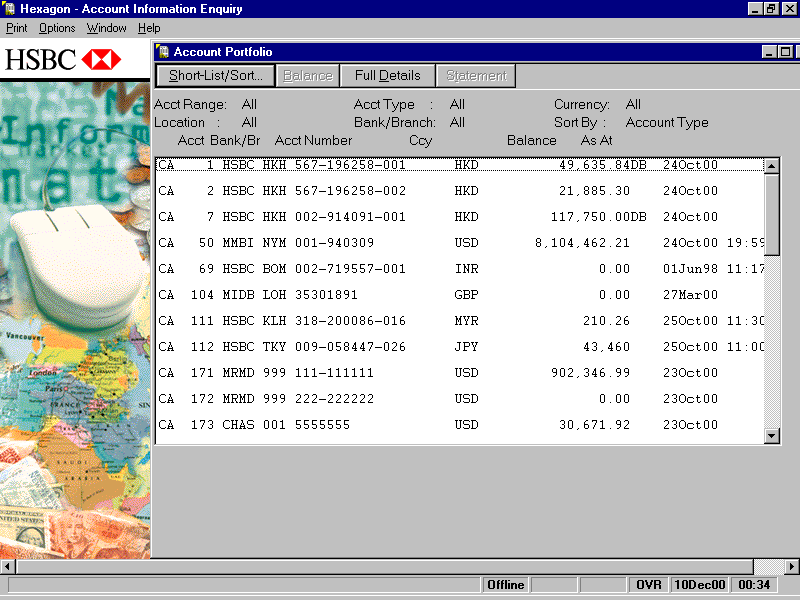 Hexagon - Account Information Enquiry
Print Options Window Help
HSBC
Account Portfolio
Short-List/Sort... Balance Full Details Statement
Acct Range: All Acct Type : All Currency: All
Location : All Bank/Branch: All Sort By : Account Type
Acct Bank/Br Acct Number Ccy Balance As At
CA 1 HSBC HKH 567-196258-001 HKD 49,635.84DB 24Oct00
CA 2 HSBC HKH 567-196258-002 HKD 21,885.30 24Oct00
CA 7 HSBC HKH 002-914091-001 HKD 117,750.00DB 24Oct00
CA 50 MMBI NYM 001-940309 USD 8,104,462.21 24Oct00 19:59
CA 69 HSBC BOM 002-719557-001 INR 0.00 01Jun98 11:17
CA 104 MIDB LOH 35301891 GBP 0.00 27Mar00
CA 111 HSBC KLH 318-200086-016 MYR 210.26 25Oct00 11:30
CA 112 HSBC TKY 009-058447-026 JPY 43,460 25Oct00 11:00
CA 171 MRMD 999 111-111111 USD 902,346.99 23Oct00
CA 172 MRMD 999 222-222222 USD 0.00 23Oct00
CA 173 CHAS 001 5555555 USD 30,671.92 23Oct00
Inform
market
nat
Vancouver
London
Paris
FRANCE
SAUDI
ARABIA
Offline OVR 10Dec00 00:34